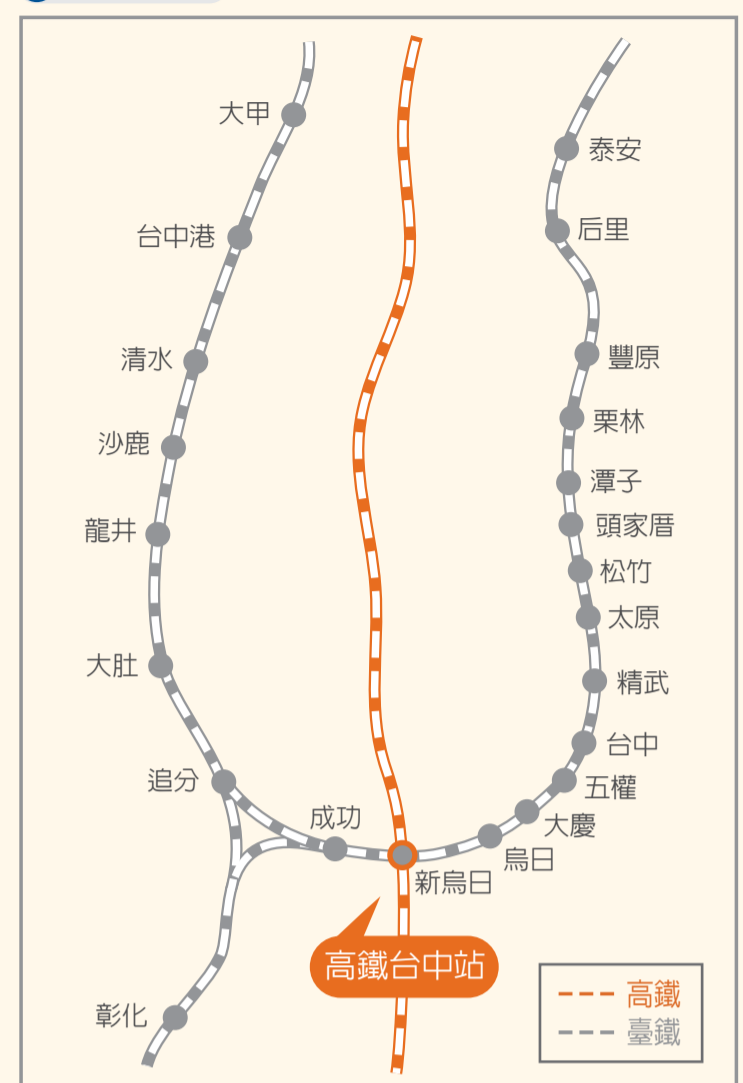 大甲
台中港
清水
沙鹿
龍井
大肚
追分
成功
彰化
泰安
后里
豐原
栗林
潭子
頭家厝
松竹
太原
精武
台中
五權
大慶
烏日
新烏日
高鐵台中站
高鐵
臺鐵